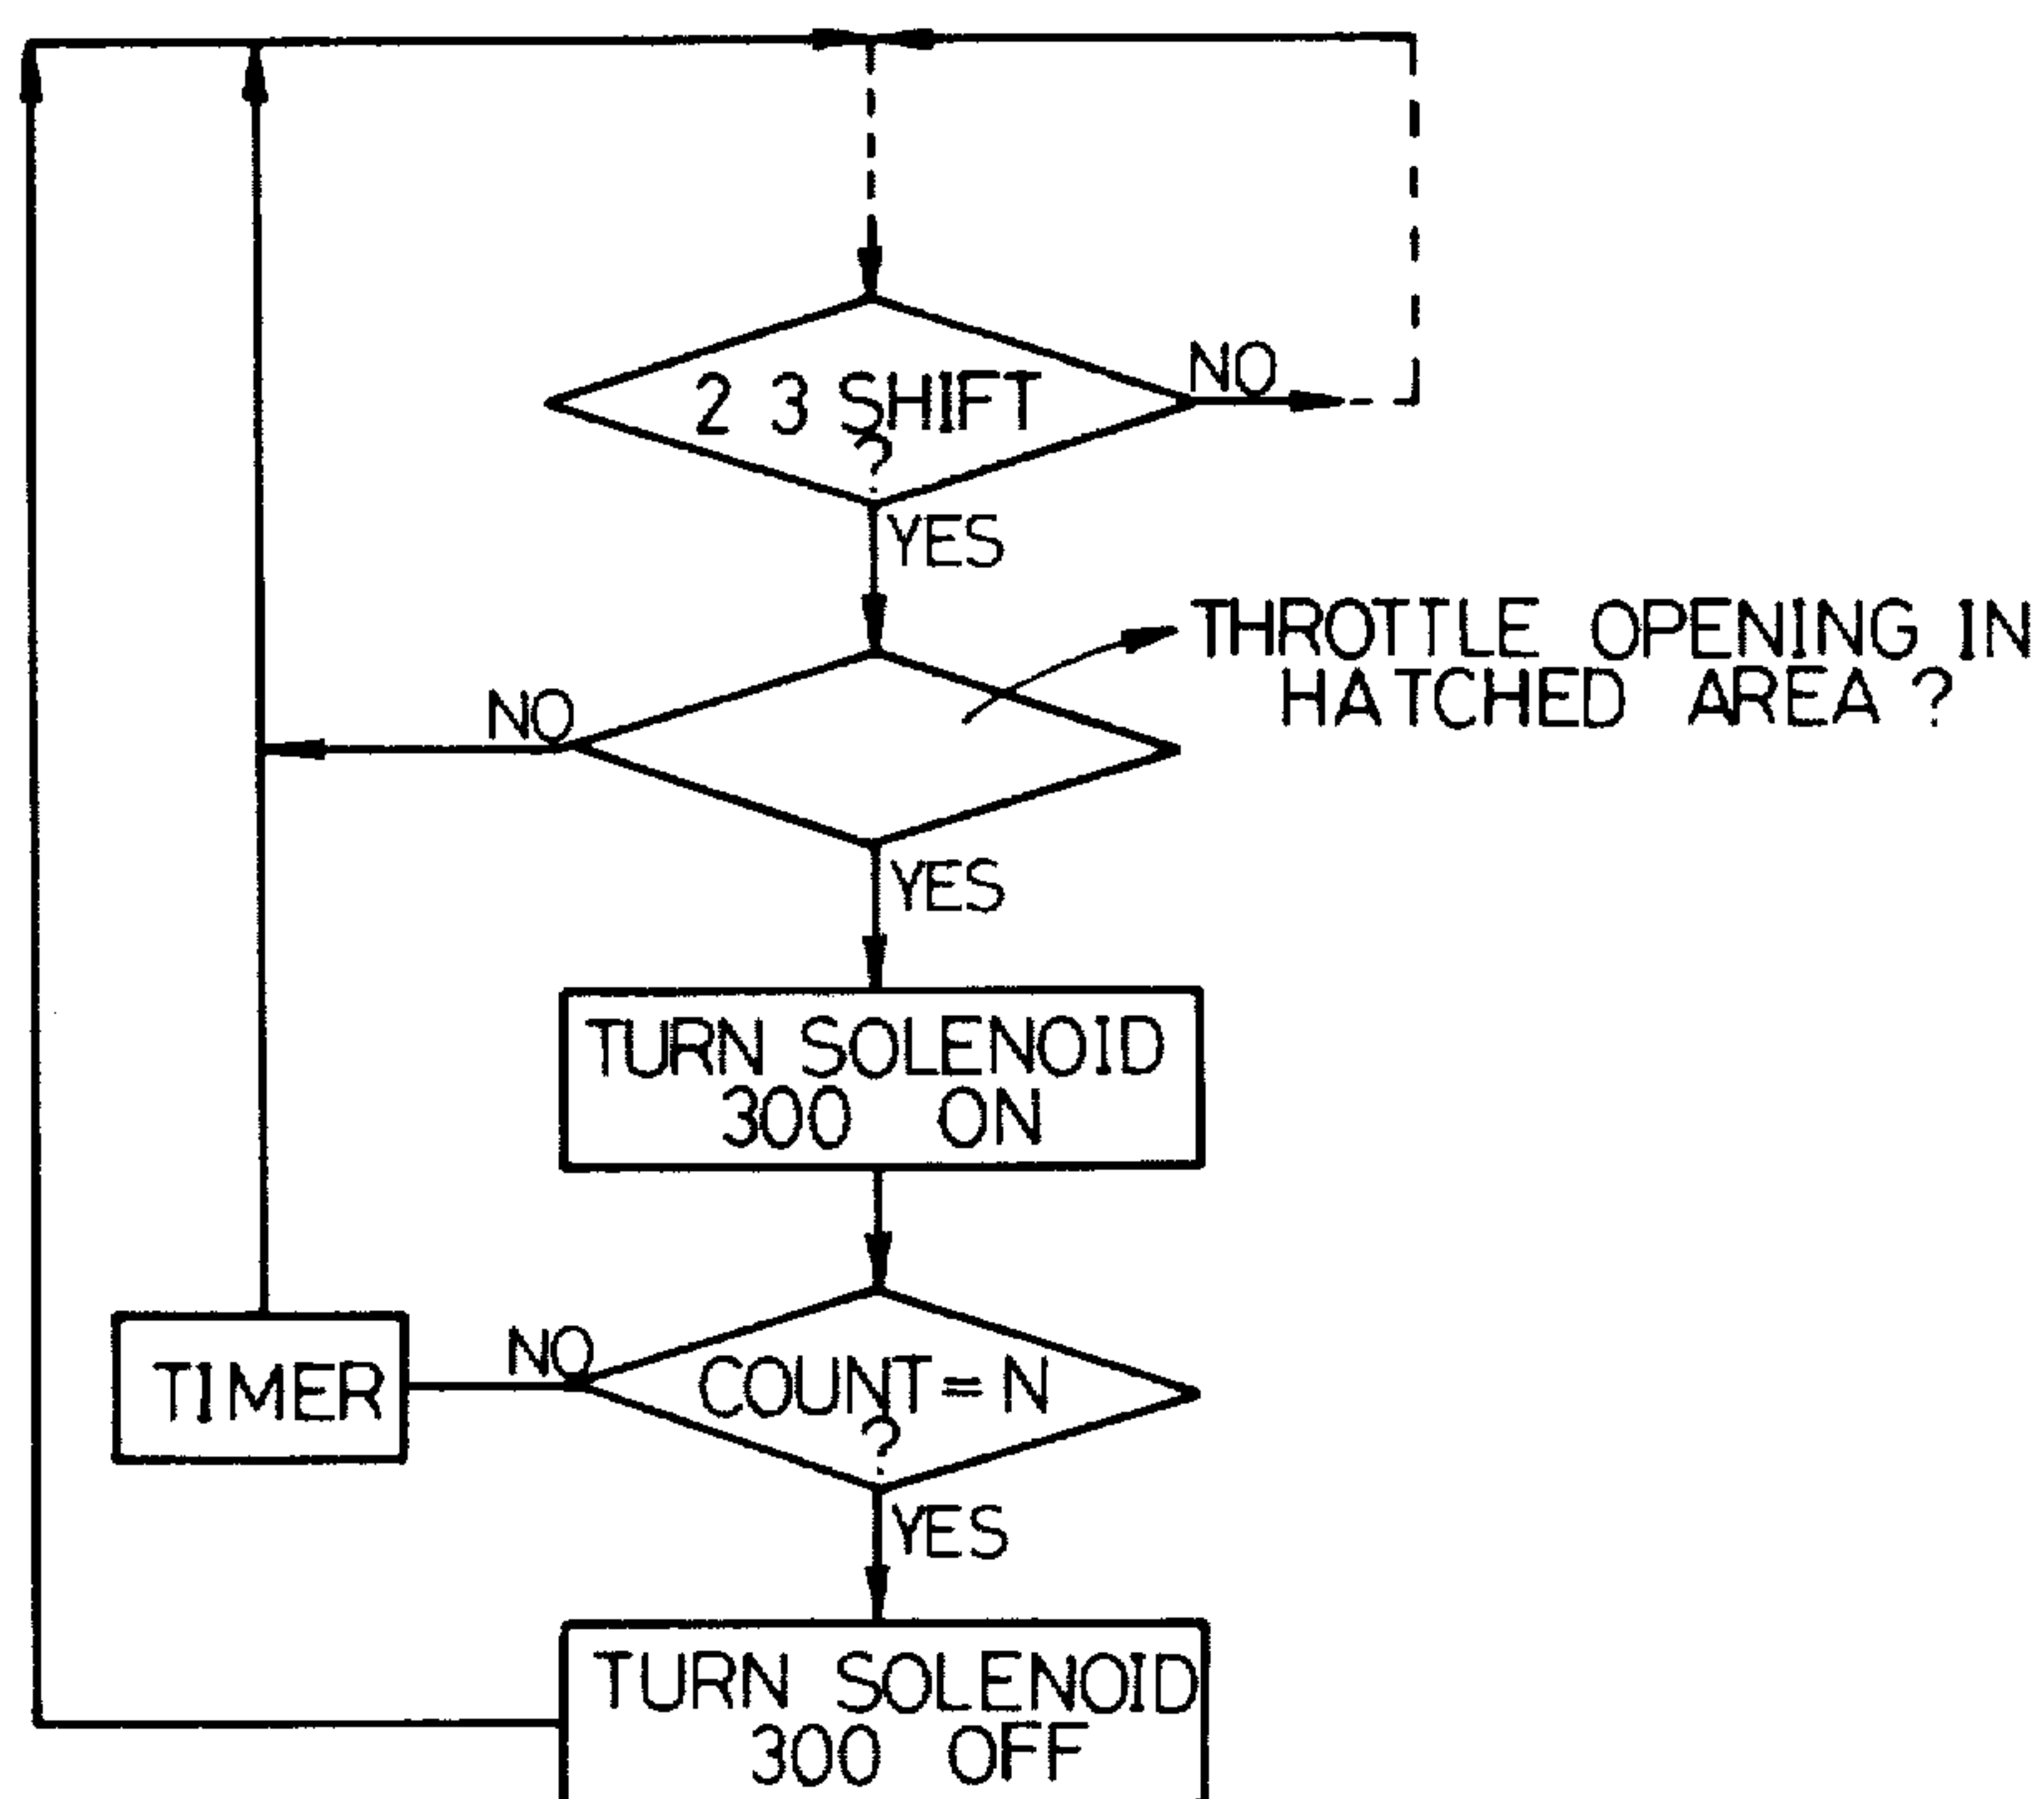 2 3 SHIFT
?
NO
YES
THROTTLE OPENING IN
HATCHED AREA ?
NO
YES
TURN SOLENOID
300 ON
TIMER
NO
COUNT = N
?
YES
TURN SOLENOID
300 OFF